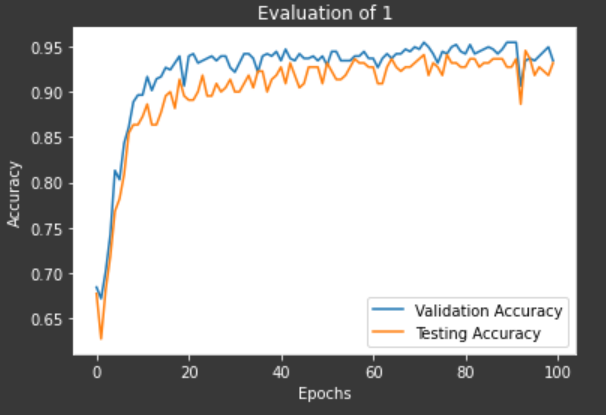 Evaluation of 1
Accuracy
0.95
0.90
0.85
0.80
0.75
0.70
0.65
Validation Accuracy
Testing Accuracy
0 20 40 60 80 100
Epochs